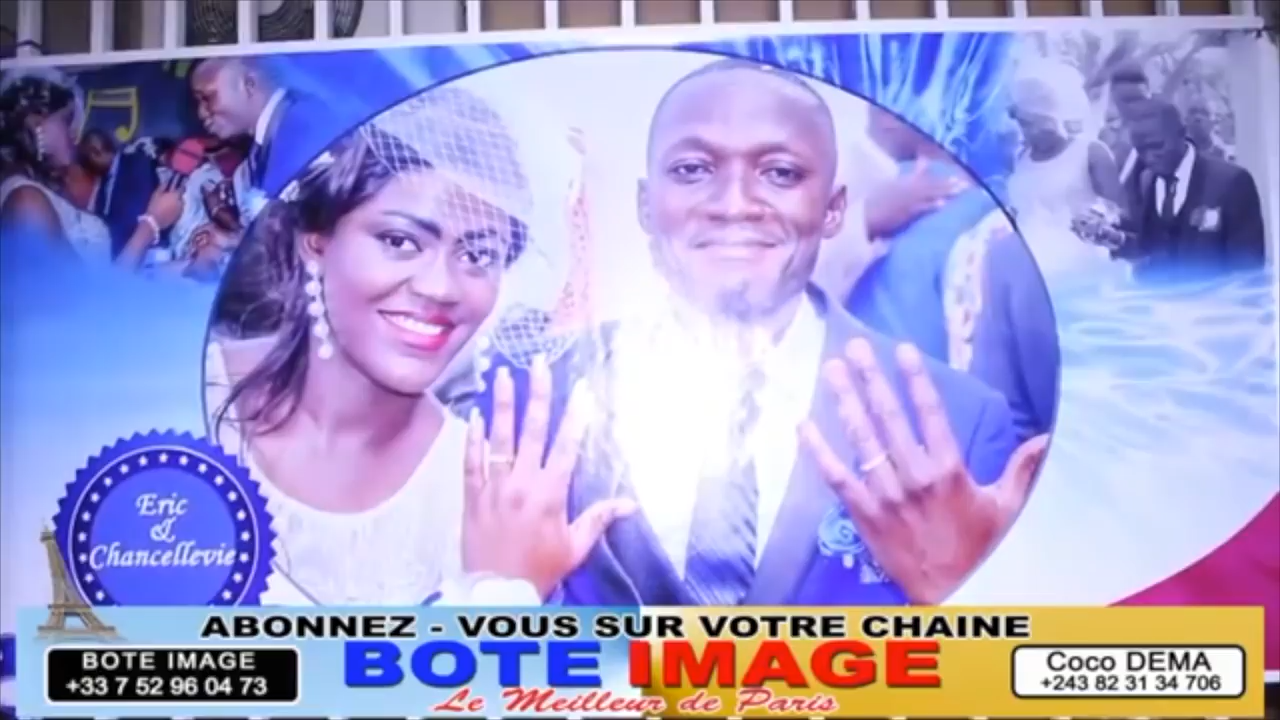 Eric
&
Chancellevie
ABONNEZ - VOUS SUR VOTRE CHAINE
BOTE IMAGE
+33 7 52 96 04 73
BOTE IMAGE
Le Meilleur de Paris
Coco DEMA
+243 82 31 34 706